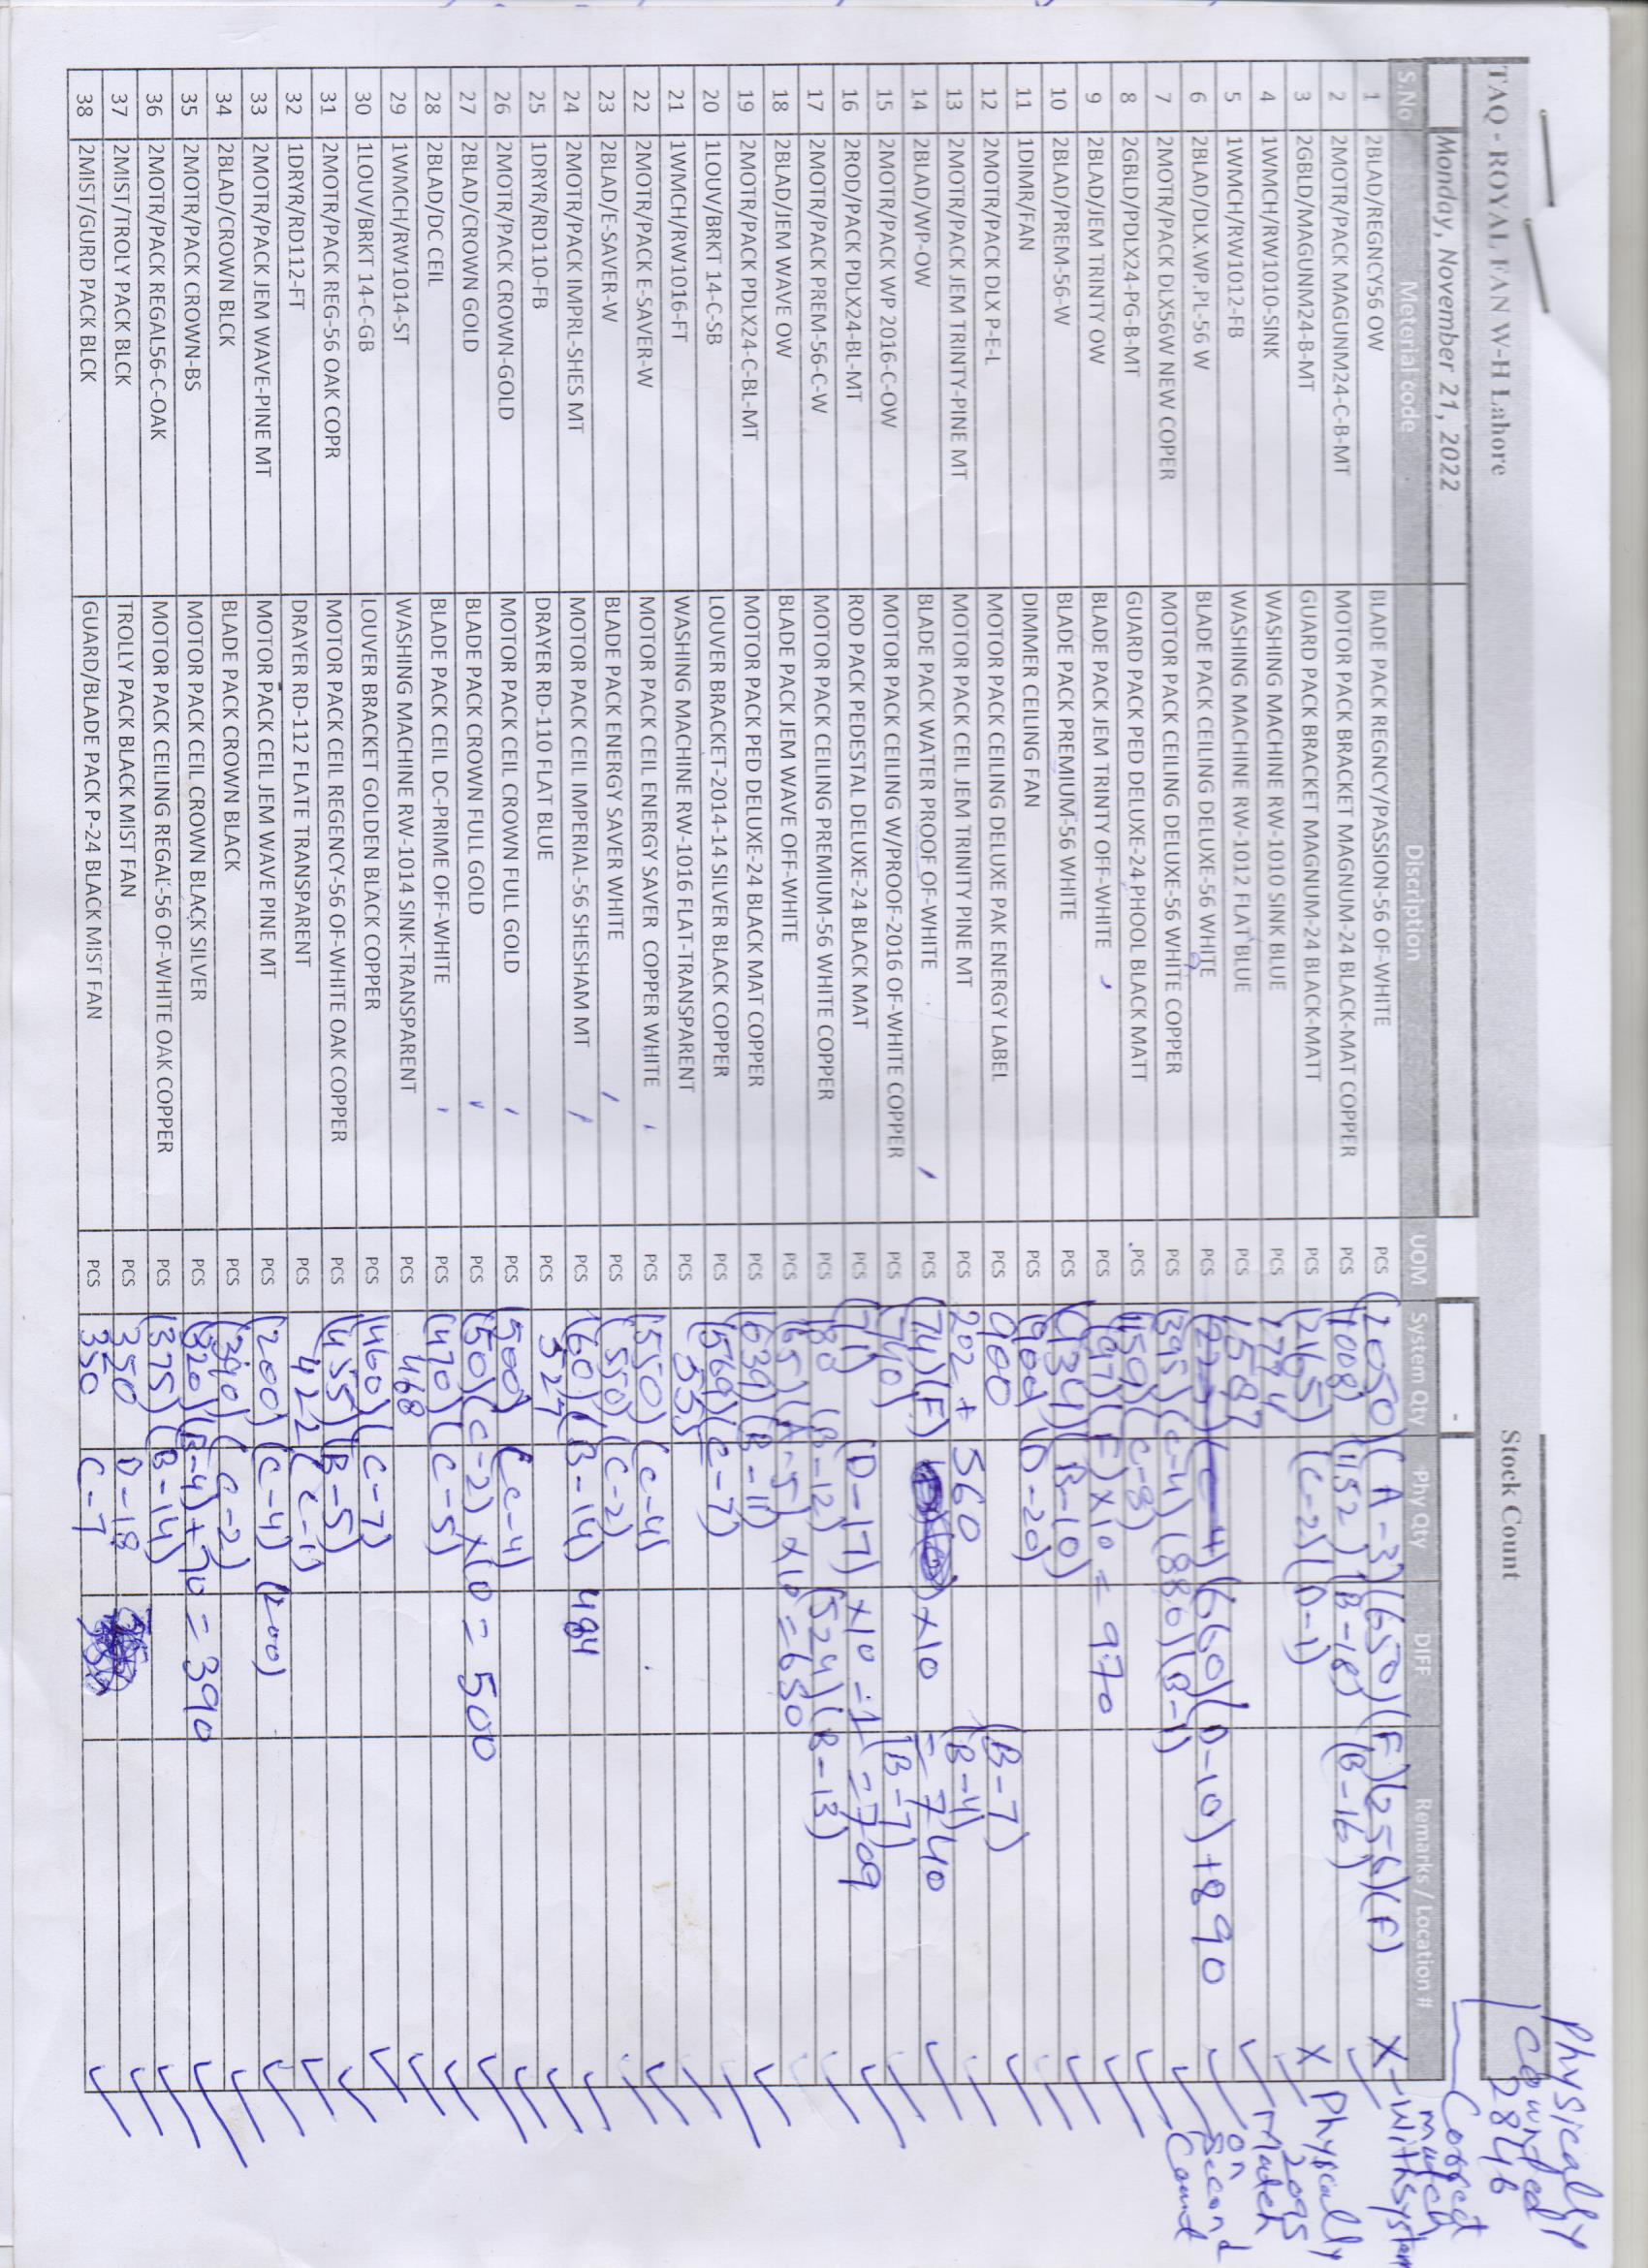 Physically
Counded
2846
Correct
match
With System
TAQ - ROYAL FAN W-H Lahore Stock Count
Monday, November 21, 2022 -
S.No Meterial code Discription UOM System Qty Phy Qty DIFF Remarks / Location #
1 2BLAD/REGNCY56 OW BLADE PACK REGNCY/PASSION-56 OF-WHITE PCS (2050) (A-3) (650) (F) (256) (F) X
2 2MOTR/PACK MAGUNM24-C-B-MT MOTOR PACK BRACKET MAGNUM-24 BLACK-MAT COPPER PCS (1008) (1152) (B-18) (B-16) ✓
3 2GBLD/MAGUNM24-B-MT GUARD PACK BRACKET MAGNUM-24 BLACK-MATT PCS (2165) (C-2) (D-1) X
Physically
2095
Match
on
Second
Count
4 1WMCH/RW1010-SINK WASHING MACHINE RW-1010 SINK BLUE PCS 1774 ✓
5 1WMCH/RW1012-FB WASHING MACHINE RW-1012 FLAT BLUE PCS 1587 ✓
6 2BLAD/DLX.WP.PL-56 W BLADE PACK CEILING DELUXE-56 WHITE PCS (C-4) (660) (D-10) +890 ✓
7 2MOTR/PACK DLX56W NEW COPER MOTOR PACK CEILING DELUXE-56 WHITE COPPER PCS (395) (C-4) (880) (B-1) ✓
8 2GBLD/PDLX24-PG-B-MT GUARD PACK PED DELUXE-24 PHOOL BLACK MATT .PCS (1159) (C-8) ✓
9 2BLAD/JEM TRINTY OW BLADE PACK JEM TRINTY OFF-WHITE PCS (97) (F) X10 = 970 ✓
10 2BLAD/PREM-56-W BLADE PACK PREMIUM-56 WHITE PCS (934) (B-10) ✓
11 1DIMR/FAN DIMMER CEILING FAN PCS (900) (D-20) ✓
12 2MOTR/PACK DLX P-E-L MOTOR PACK CEILING DELUXE PAK ENERGY LABEL PCS 900 (B-7) ✓
13 2MOTR/PACK JEM TRINTY-PINE MT MOTOR PACK CEIL JEM TRINITY PINE MT PCS 202 + 560 (B-4) ✓
14 2BLAD/WP-OW BLADE PACK WATER PROOF OF-WHITE PCS (74) (F) X10 = 740 ✓
15 2MOTR/PACK WP 2016-C-OW MOTOR PACK CEILING W/PROOF-2016 OF-WHITE COPPER PCS (740) (B-7) ✓
16 2ROD/PACK PDLX24-BL-MT ROD PACK PEDESTAL DELUXE-24 BLACK MAT PCS (71) (D-17) X10 -1 = 709 ✓
17 2MOTR/PACK PREM-56-C-W MOTOR PACK CEILING PREMIUM-56 WHITE COPPER PCS 180 (B-12) (524) (B-13) ✓
18 2BLAD/JEM WAVE OW BLADE PACK JEM WAVE OFF-WHITE PCS (65) (A-5) X10 = 650 ✓
19 2MOTR/PACK PDLX24-C-BL-MT MOTOR PACK PED DELUXE-24 BLACK MAT COPPER PCS (639) (B-11) ✓
20 1LOUV/BRKT 14-C-SB LOUVER BRACKET-2014-14 SILVER BLACK COPPER PCS (569) (C-7) ✓
21 1WMCH/RW1016-FT WASHING MACHINE RW-1016 FLAT-TRANSPARENT PCS 555 ✓
22 2MOTR/PACK E-SAVER-W MOTOR PACK CEIL ENERGY SAVER COPPER WHITE PCS (550) (C-4) ✓
23 2BLAD/E-SAVER-W BLADE PACK ENERGY SAVER WHITE PCS (550) (C-2) ✓
24 2MOTR/PACK IMPRL-SHES MT MOTOR PACK CEIL IMPERIAL-56 SHESHAM MT PCS (60) (B-14) 484 ✓
25 1DRYR/RD110-FB DRAYER RD-110 FLAT BLUE PCS 527 ✓
26 2MOTR/PACK CROWN-GOLD MOTOR PACK CEIL CROWN FULL GOLD PCS (500) (C-4) ✓
27 2BLAD/CROWN GOLD BLADE PACK CROWN FULL GOLD PCS (50) (C-2) X10 = 500 ✓
28 2BLAD/DC CEIL BLADE PACK CEIL DC-PRIME OFF-WHITE PCS (470) (C-5) ✓
29 1WMCH/RW1014-ST WASHING MACHINE RW-1014 SINK-TRANSPARENT PCS 468 ✓
30 1LOUV/BRKT 14-C-GB LOUVER BRACKET GOLDEN BLACK COPPER PCS (460) (C-7) ✓
31 2MOTR/PACK REG-56 OAK COPR MOTOR PACK CEIL REGENCY-56 OF-WHITE OAK COPPER PCS (455) (B-5) ✓
32 1DRYR/RD112-FT DRAYER RD-112 FLATE TRANSPARENT PCS 422 (C-1) ✓
33 2MOTR/PACK JEM WAVE-PINE MT MOTOR PACK CEIL JEM WAVE PINE MT PCS (200) (C-4) (200) ✓
34 2BLAD/CROWN BLCK BLADE PACK CROWN BLACK PCS (390) (C-2) ✓
35 2MOTR/PACK CROWN-BS MOTOR PACK CEIL CROWN BLACK SILVER PCS (320) (B-4) + 70 = 390 ✓
36 2MOTR/PACK REGAL56-C-OAK MOTOR PACK CEILING REGAL-56 OF-WHITE OAK COPPER PCS (375) (B-14) ✓
37 2MIST/TROLY PACK BLCK TROLLY PACK BLACK MIST FAN PCS 350 D-18 ✓
38 2MIST/GURD PACK BLCK GUARD/BLADE PACK P-24 BLACK MIST FAN PCS 350 C-7 ✓